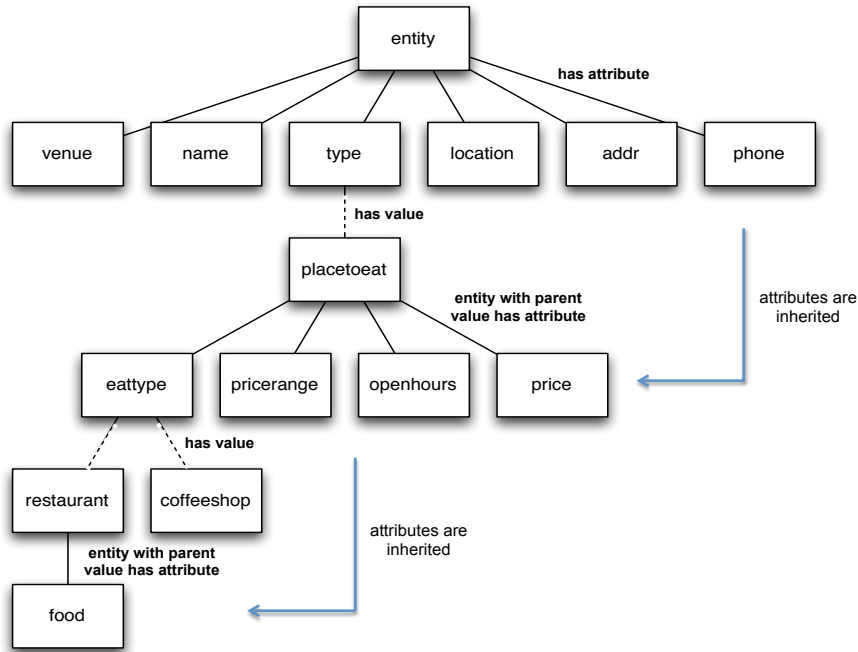 entity
has attribute
venue
name
type
location
addr
phone
has value
placetoeat
entity with parent
value has attribute
attributes are
inherited
eattype
pricerange
openhours
price
has value
restaurant
coffeeshop
attributes are
inherited
entity with parent
value has attribute
food